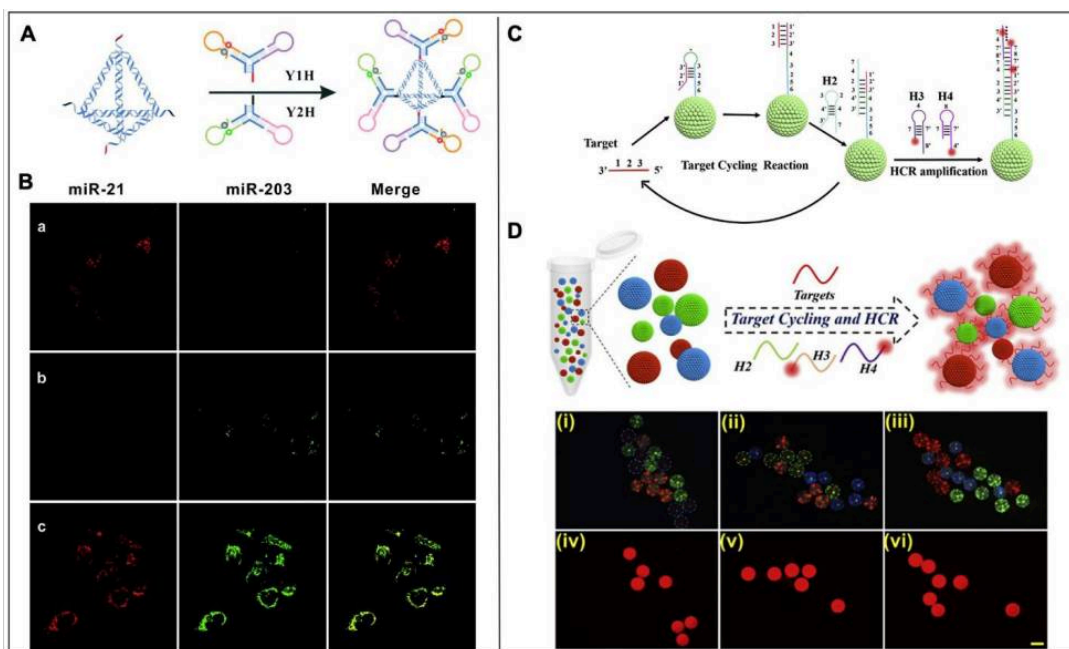 A
Y1H
Y2H
B
miR-21
miR-203
Merge
a
b
c
C
Target
3' 1 2 3 5'
Target Cycling Reaction
H2
H3
H4
HCR amplification
D
Targets
Target Cycling and HCR
H2
H3
H4
(i)
(ii)
(iii)
(iv)
(v)
(vi)